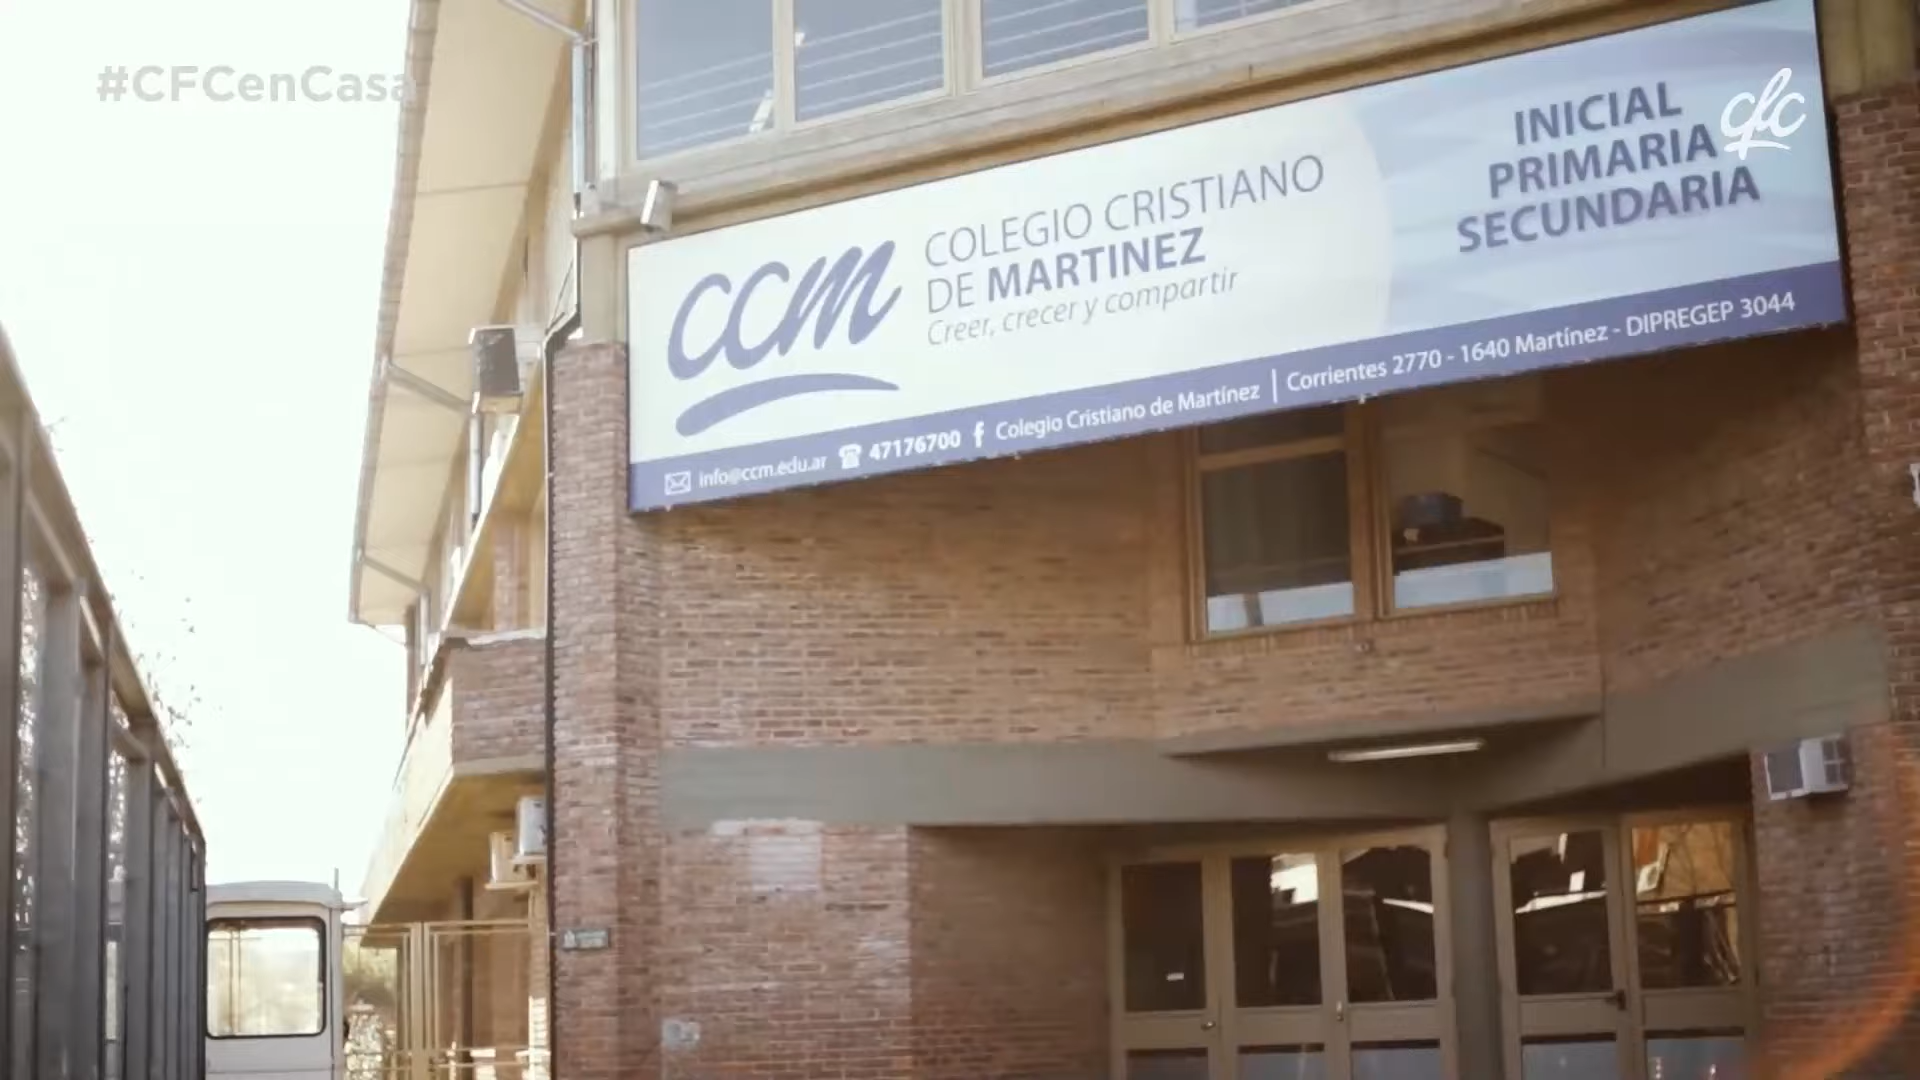 #CFCenCasa
cfc
INICIAL
PRIMARIA
SECUNDARIA
ccm
COLEGIO CRISTIANO
DE MARTINEZ
Creer, crecer y compartir
info@ccm.edu.ar 47176700 f Colegio Cristiano de Martínez | Corrientes 2770 - 1640 Martínez - DIPREGEP 3044